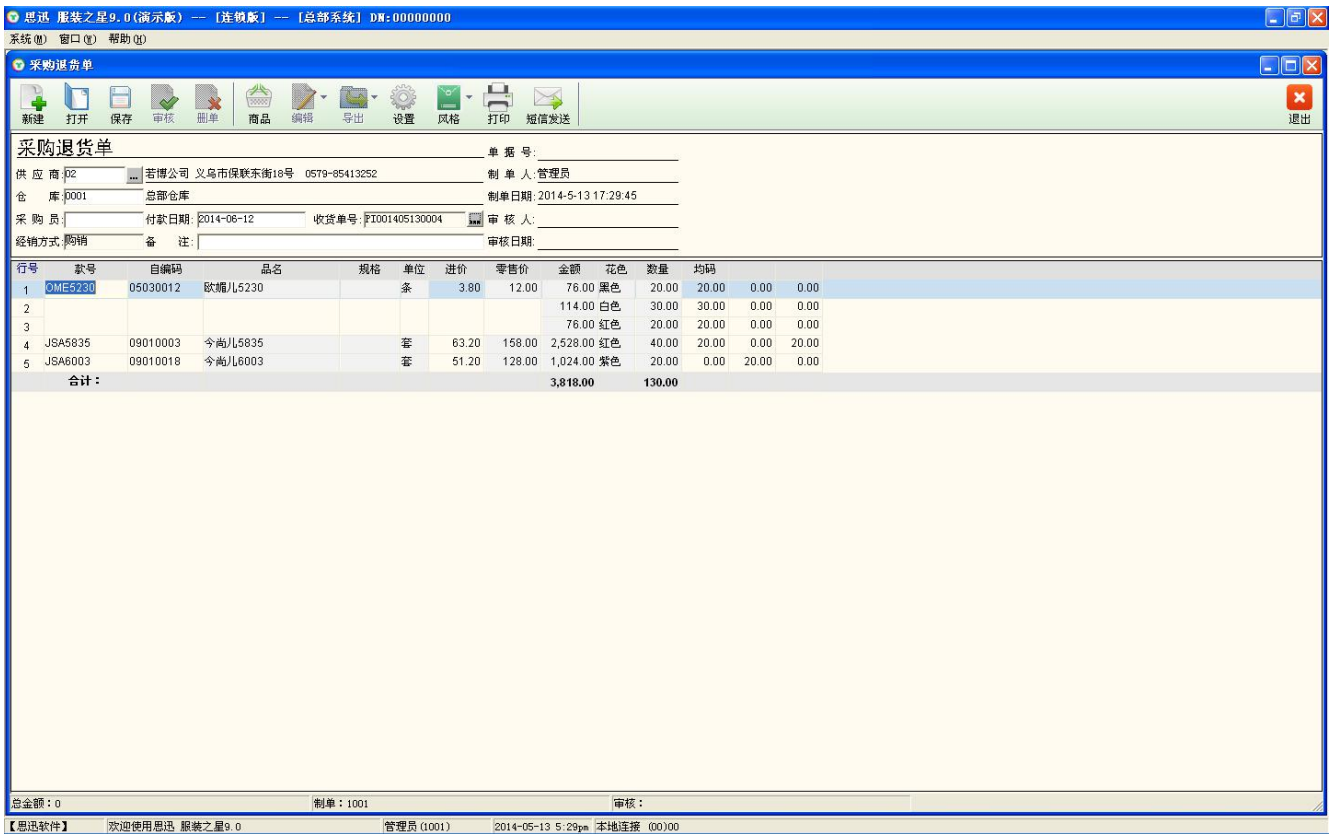 思迅 服装之星9.0(演示版) -- [连锁版] -- [总部系统] DN:00000000
系统(M) 窗口(Y) 帮助(H)
采购退货单
新建 打开 保存 审核 删单 商品 编辑 导出 设置 风格 打印 短信发送 退出
采购退货单 单据号:
供应商:02 ... 若博公司 义乌市保联东街18号 0579-85413252 制单人:管理员
仓库:0001 总部仓库 制单日期:2014-5-13 17:29:45
采购员: 付款日期:2014-06-12 收货单号:PI001405130004 审核人:
经销方式:购销 备注: 审核日期:
行号 款号 自编码 品名 规格 单位 进价 零售价 金额 花色 数量 均码
1 OME5230 05030012 欧媚儿5230 条 3.80 12.00 76.00 黑色 20.00 20.00 0.00 0.00
2 114.00 白色 30.00 30.00 0.00 0.00
3 76.00 红色 20.00 20.00 0.00 0.00
4 JSA5835 09010003 今尚儿5835 套 63.20 158.00 2,528.00 红色 40.00 20.00 0.00 20.00
5 JSA6003 09010018 今尚儿6003 套 51.20 128.00 1,024.00 紫色 20.00 0.00 20.00 0.00
合计: 3,818.00 130.00
总金额:0 制单:1001 审核:
【思迅软件】 欢迎使用思迅 服装之星9.0 管理员(1001) 2014-05-13 5:29pm 本地连接 (00)00